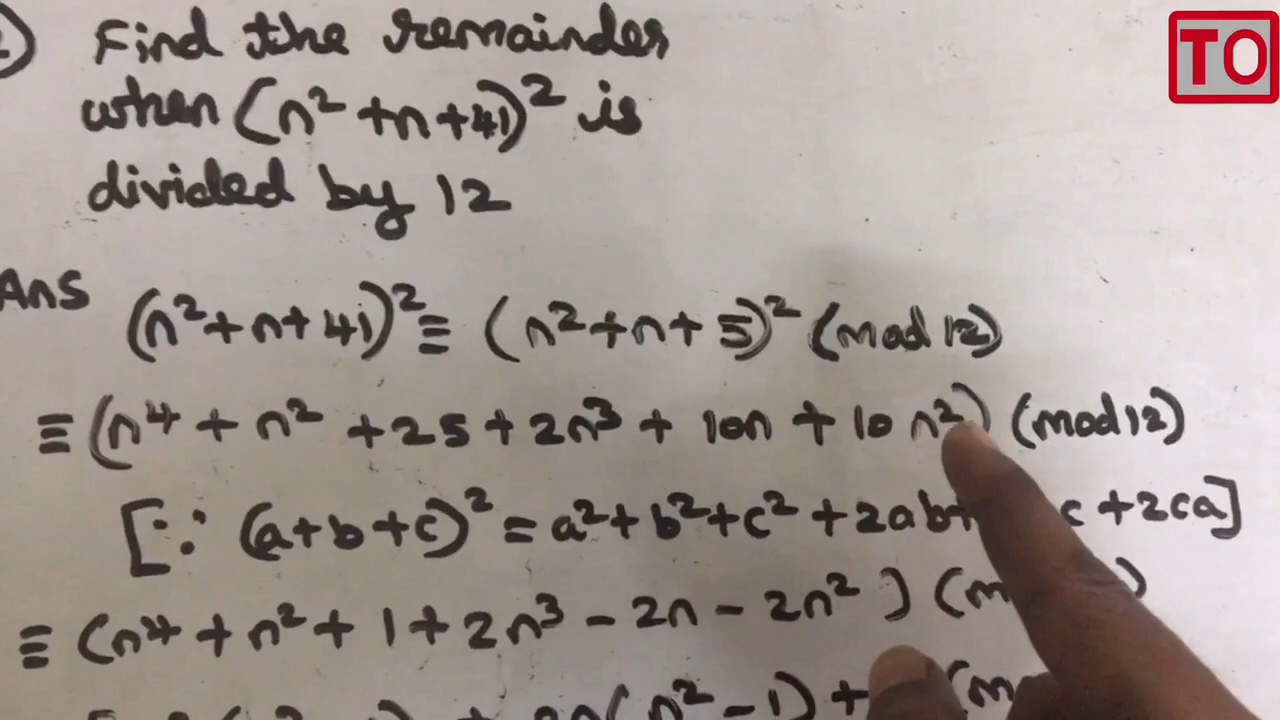 TO
Find the remainder
when (n² + n + 41)² is
divided by 12
Ans (n² + n + 41)² ≡ (n² + n + 5)² (mod 12)
≡ (n⁴ + n² + 25 + 2n³ + 10n + 10n²) (mod 12)
[∵ (a+b+c)² = a² + b² + c² + 2ab + c + 2ca]
≡ (n⁴ + n² + 1 + 2n³ - 2n - 2n²) (m )
(n² - 1) + (m